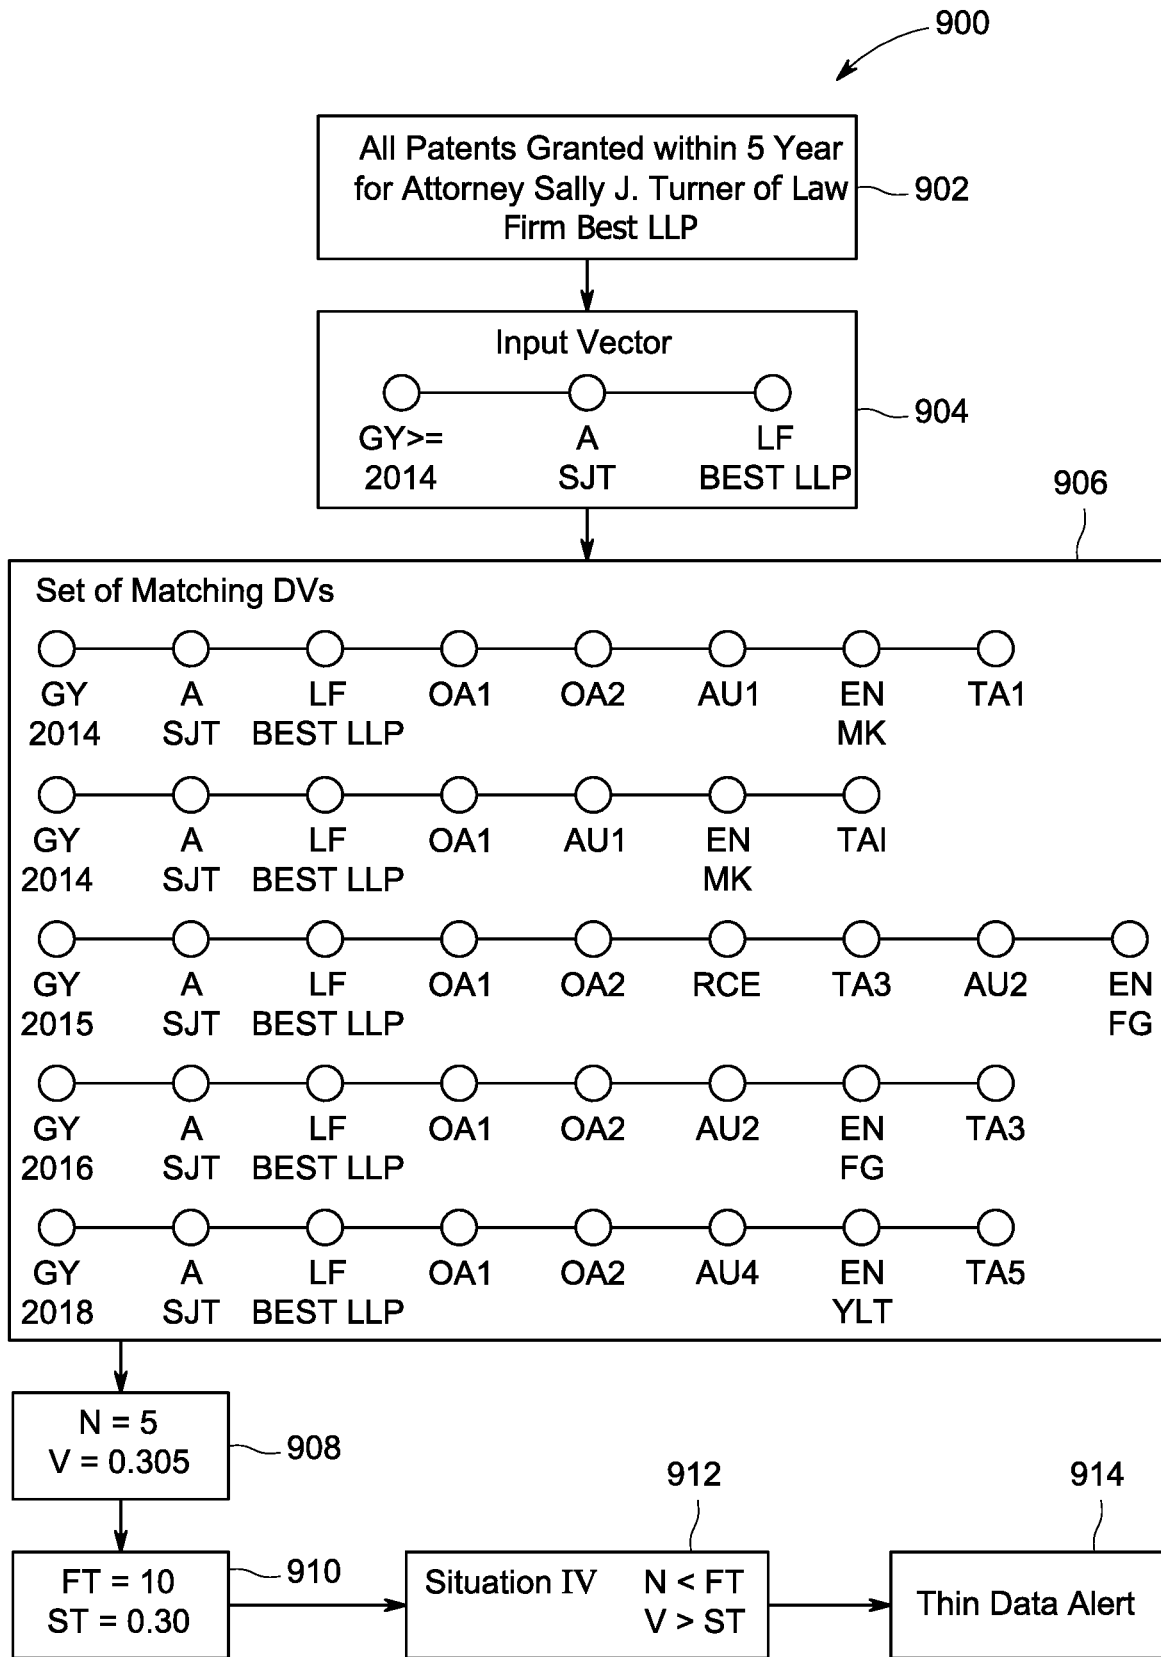 900
All Patents Granted within 5 Year
for Attorney Sally J. Turner of Law
Firm Best LLP
902
Input Vector
GY>= A LF
2014 SJT BEST LLP
904
906
Set of Matching DVs
GY A LF OA1 OA2 AU1 EN TA1
2014 SJT BEST LLP MK
GY A LF OA1 AU1 EN TAI
2014 SJT BEST LLP MK
GY A LF OA1 OA2 RCE TA3 AU2 EN
2015 SJT BEST LLP FG
GY A LF OA1 OA2 AU2 EN TA3
2016 SJT BEST LLP FG
GY A LF OA1 OA2 AU4 EN TA5
2018 SJT BEST LLP YLT
N = 5
V = 0.305
908
FT = 10
ST = 0.30
910
912
Situation IV N < FT
V > ST
914
Thin Data Alert